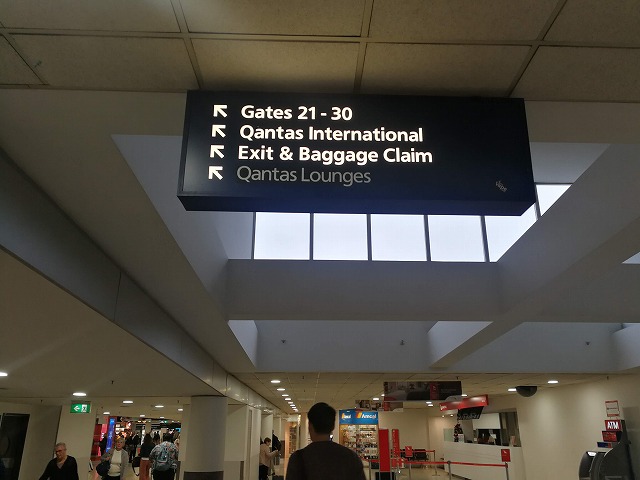 Gates 21 - 30
Qantas International
Exit & Baggage Claim
Qantas Lounges
ATM